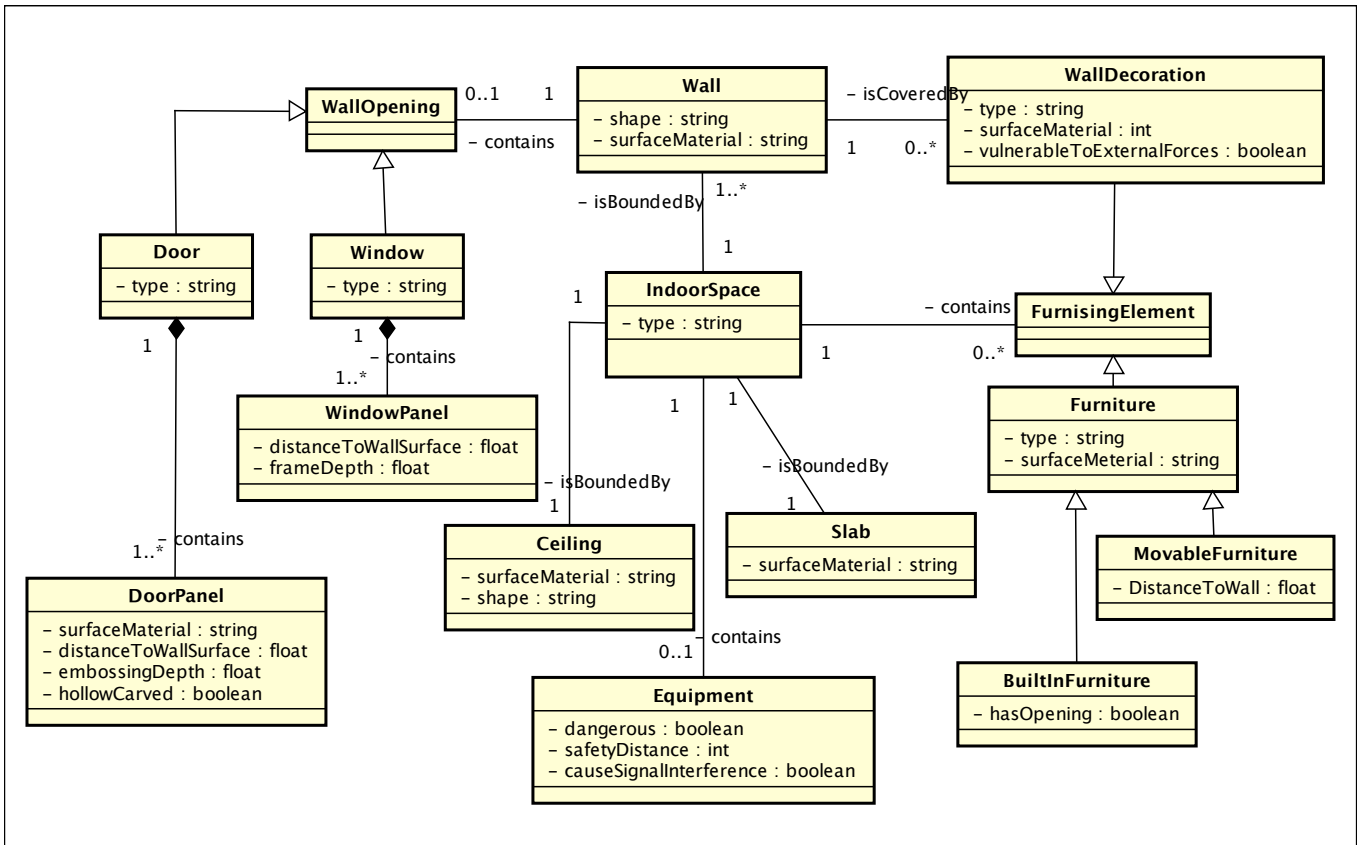 WallOpening
0..1
1
– contains
Wall
– shape : string
– surfaceMaterial : string
– isCoveredBy
1
0..*
WallDecoration
– type : string
– surfaceMaterial : int
– vulnerableToExternalForces : boolean
– isBoundedBy
1..*
1
Door
– type : string
1
Window
– type : string
1
– contains
1..*
IndoorSpace
– type : string
1
– contains
1
0..*
FurnisingElement
WindowPanel
– distanceToWallSurface : float
– frameDepth : float
1
1
Furniture
– type : string
– surfaceMeterial : string
– isBoundedBy
1
– isBoundedBy
1
– contains
1..*
Ceiling
– surfaceMaterial : string
– shape : string
Slab
– surfaceMaterial : string
MovableFurniture
– DistanceToWall : float
DoorPanel
– surfaceMaterial : string
– distanceToWallSurface : float
– embossingDepth : float
– hollowCarved : boolean
– contains
0..1
Equipment
– dangerous : boolean
– safetyDistance : int
– causeSignalInterference : boolean
BuiltInFurniture
– hasOpening : boolean